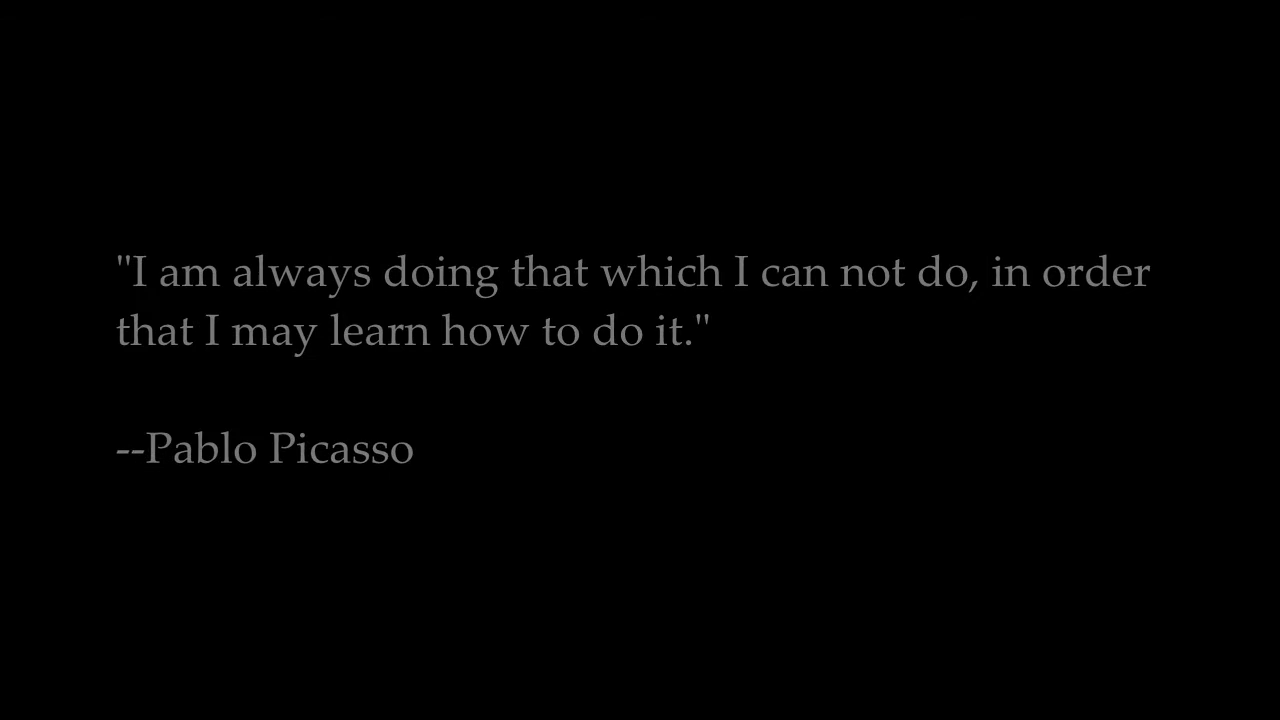 "I am always doing that which I can not do, in order
that I may learn how to do it."
--Pablo Picasso